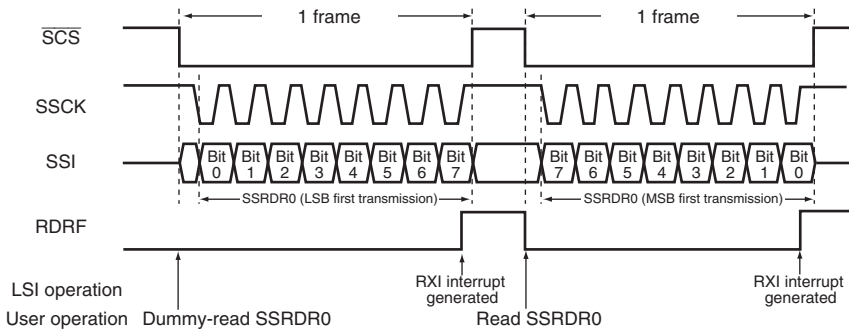 1 frame 1 frame
SCS
SSCK
SSI Bit 0 Bit 1 Bit 2 Bit 3 Bit 4 Bit 5 Bit 6 Bit 7 Bit 7 Bit 6 Bit 5 Bit 4 Bit 3 Bit 2 Bit 1 Bit 0
SSRDR0 (LSB first transmission) SSRDR0 (MSB first transmission)
RDRF
LSI operation RXI interrupt generated RXI interrupt generated
User operation Dummy-read SSRDR0 Read SSRDR0